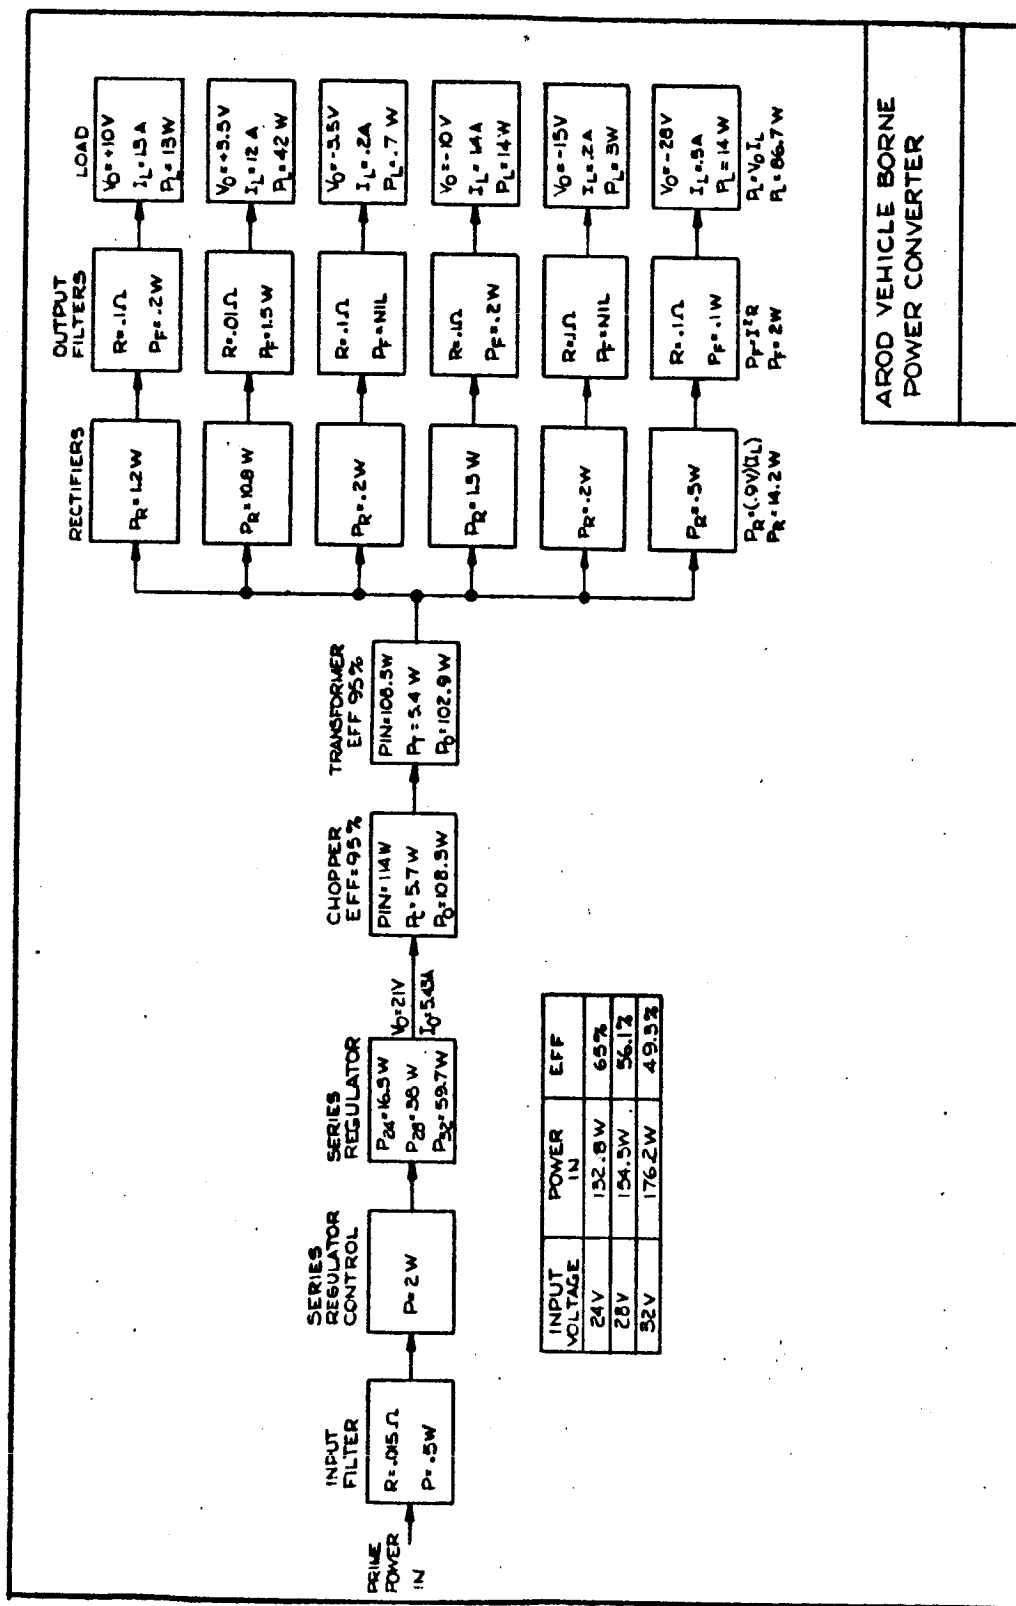 PRIME
POWER
IN
INPUT
FILTER
R=.015Ω
P=.5W
SERIES
REGULATOR
CONTROL
P=2W
SERIES
REGULATOR
P24=16.3W
P28=38W
P32=59.7W
V0=21V
I0=5.43A
CHOPPER
EFF=95%
PIN=114W
PC=5.7W
P0=108.3W
TRANSFORMER
EFF 95%
PIN=108.3W
PT=5.4W
P0=102.9W
RECTIFIERS
PR=1.2W
PR=10.8W
PR=.2W
PR=1.3W
PR=.2W
PR=.5W
PR=(.9V)(IL)
PR=14.2W
OUTPUT
FILTERS
R=.1Ω
PF=.2W
R=.01Ω
PF=1.5W
R=.1Ω
PF=NIL
R=.1Ω
PF=.2W
R=.1Ω
PF=NIL
R=.1Ω
PF=.1W
PF=I²R
PF=2W
LOAD
V0=+10V
IL=1.3A
PL=13W
V0=+3.5V
IL=12A
PL=42W
V0=-3.5V
IL=.2A
PL=.7W
V0=-10V
IL=1.4A
PL=14W
V0=-15V
IL=.2A
PL=3W
V0=-28V
IL=.5A
PL=14W
PL=V0IL
PL=86.7W
INPUT VOLTAGE POWER IN EFF
24V 132.8W 65%
28V 154.5W 56.1%
32V 176.2W 49.3%
AROD VEHICLE BORNE
POWER CONVERTER